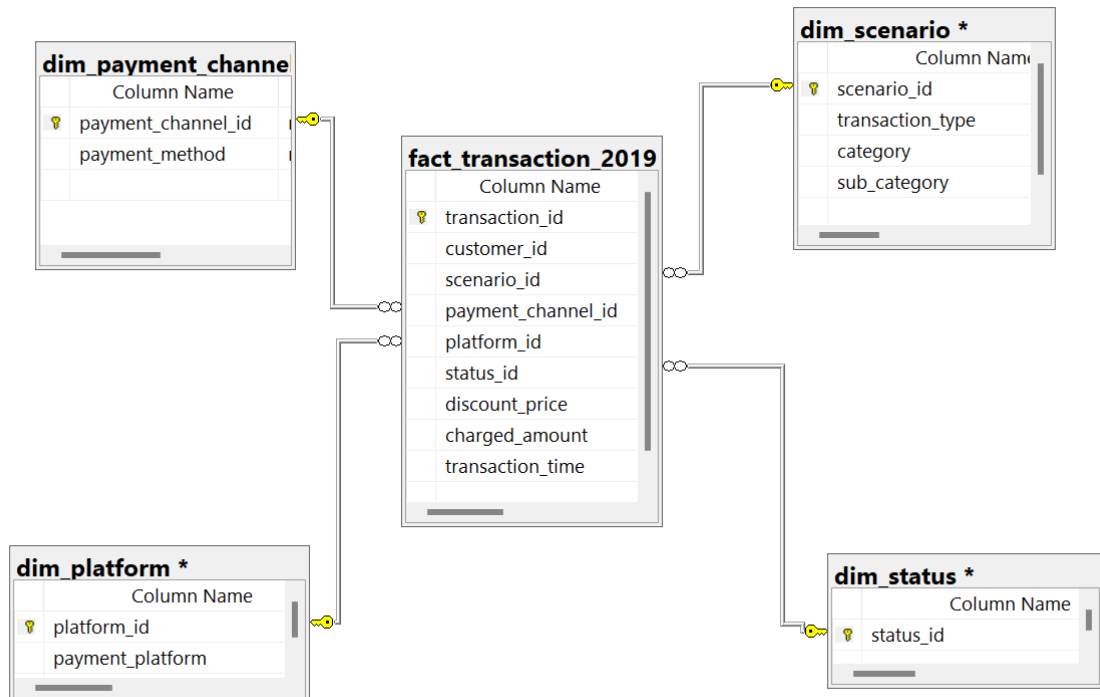 dim_payment_channel
Column Name
payment_channel_id
payment_method
dim_scenario *
Column Name
scenario_id
transaction_type
category
sub_category
fact_transaction_2019
Column Name
transaction_id
customer_id
scenario_id
payment_channel_id
platform_id
status_id
discount_price
charged_amount
transaction_time
dim_platform *
Column Name
platform_id
payment_platform
dim_status *
Column Name
status_id